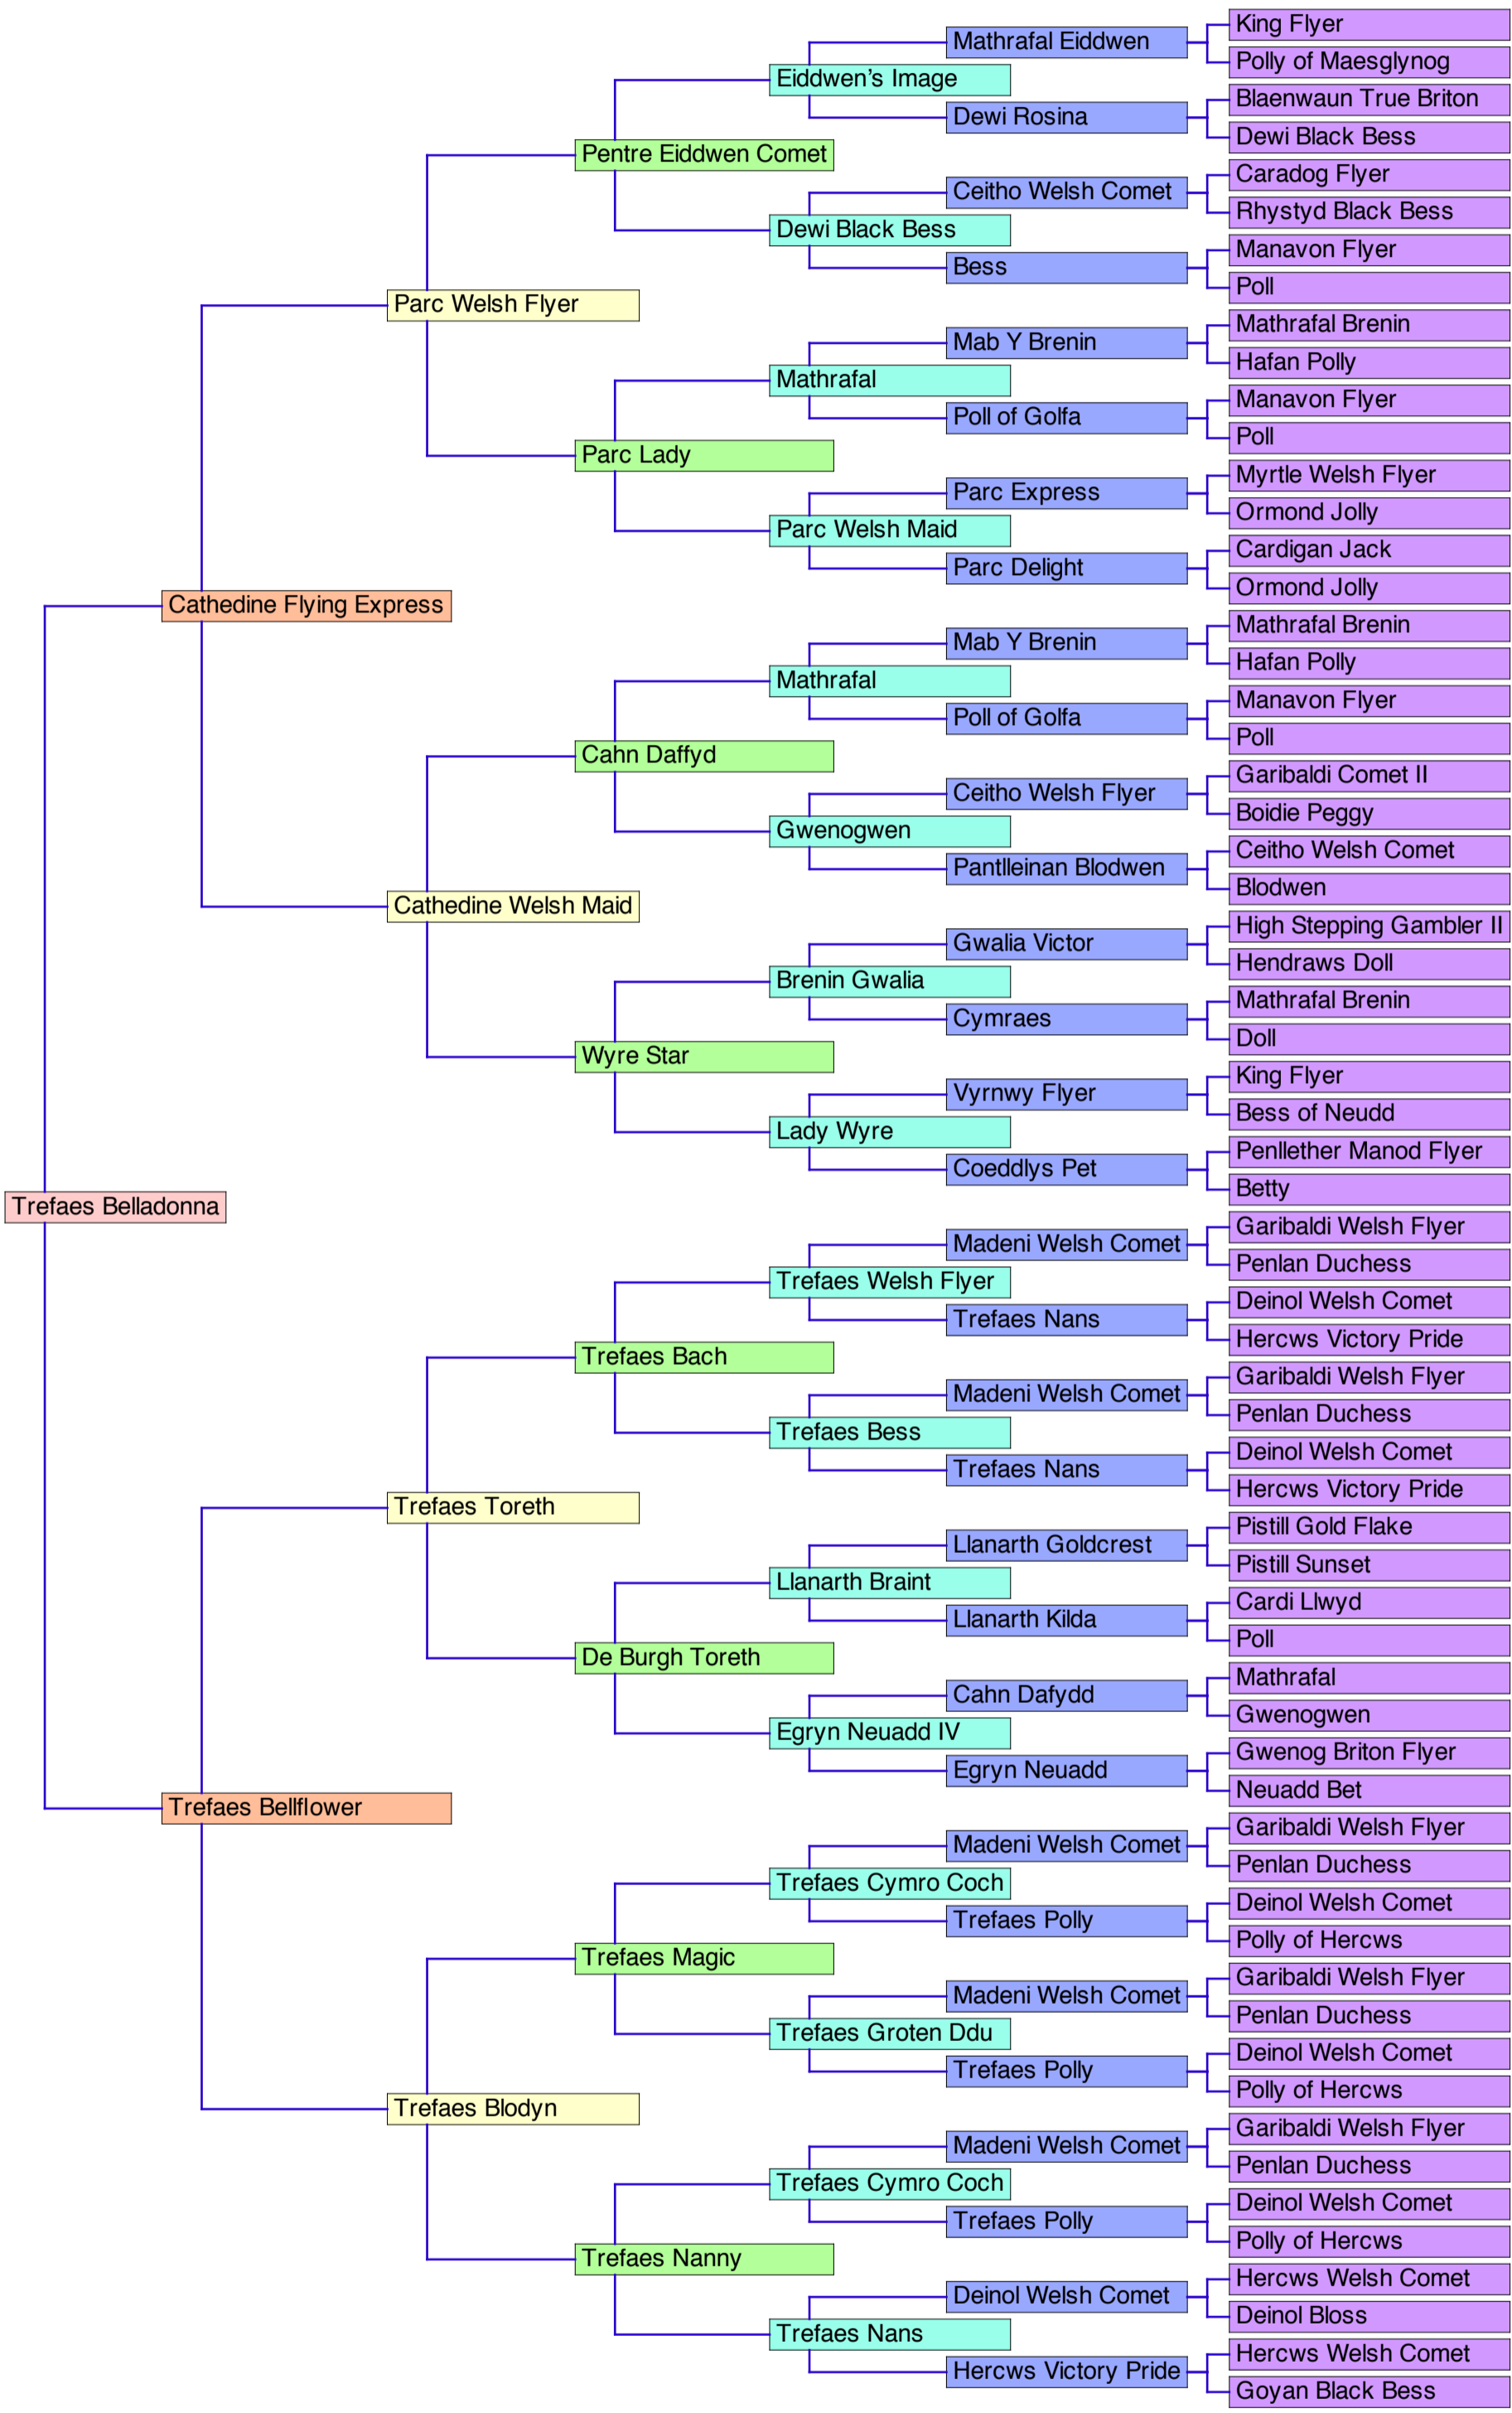 King Flyer
Mathrafal Eiddwen
Polly of Maesglynog
Eiddwen’s Image
Blaenwaun True Briton
Dewi Rosina
Dewi Black Bess
Pentre Eiddwen Comet
Caradog Flyer
Ceitho Welsh Comet
Rhystyd Black Bess
Dewi Black Bess
Manavon Flyer
Bess
Poll
Parc Welsh Flyer
Mathrafal Brenin
Mab Y Brenin
Hafan Polly
Mathrafal
Manavon Flyer
Poll of Golfa
Poll
Parc Lady
Myrtle Welsh Flyer
Parc Express
Ormond Jolly
Parc Welsh Maid
Cardigan Jack
Parc Delight
Ormond Jolly
Cathedine Flying Express
Mathrafal Brenin
Mab Y Brenin
Hafan Polly
Mathrafal
Manavon Flyer
Poll of Golfa
Poll
Cahn Daffyd
Garibaldi Comet II
Ceitho Welsh Flyer
Boidie Peggy
Gwenogwen
Ceitho Welsh Comet
Pantlleinan Blodwen
Blodwen
Cathedine Welsh Maid
High Stepping Gambler II
Gwalia Victor
Hendraws Doll
Brenin Gwalia
Mathrafal Brenin
Cymraes
Doll
Wyre Star
King Flyer
Vyrnwy Flyer
Bess of Neudd
Lady Wyre
Penllether Manod Flyer
Coeddlys Pet
Betty
Trefaes Belladonna
Garibaldi Welsh Flyer
Madeni Welsh Comet
Penlan Duchess
Trefaes Welsh Flyer
Deinol Welsh Comet
Trefaes Nans
Hercws Victory Pride
Trefaes Bach
Garibaldi Welsh Flyer
Madeni Welsh Comet
Penlan Duchess
Trefaes Bess
Deinol Welsh Comet
Trefaes Nans
Hercws Victory Pride
Trefaes Toreth
Pistill Gold Flake
Llanarth Goldcrest
Pistill Sunset
Llanarth Braint
Cardi Llwyd
Llanarth Kilda
Poll
De Burgh Toreth
Mathrafal
Cahn Dafydd
Gwenogwen
Egryn Neuadd IV
Gwenog Briton Flyer
Egryn Neuadd
Neuadd Bet
Trefaes Bellflower
Garibaldi Welsh Flyer
Madeni Welsh Comet
Penlan Duchess
Trefaes Cymro Coch
Deinol Welsh Comet
Trefaes Polly
Polly of Hercws
Trefaes Magic
Garibaldi Welsh Flyer
Madeni Welsh Comet
Penlan Duchess
Trefaes Groten Ddu
Deinol Welsh Comet
Trefaes Polly
Polly of Hercws
Trefaes Blodyn
Garibaldi Welsh Flyer
Madeni Welsh Comet
Penlan Duchess
Trefaes Cymro Coch
Deinol Welsh Comet
Trefaes Polly
Polly of Hercws
Trefaes Nanny
Hercws Welsh Comet
Deinol Welsh Comet
Deinol Bloss
Trefaes Nans
Hercws Welsh Comet
Hercws Victory Pride
Goyan Black Bess